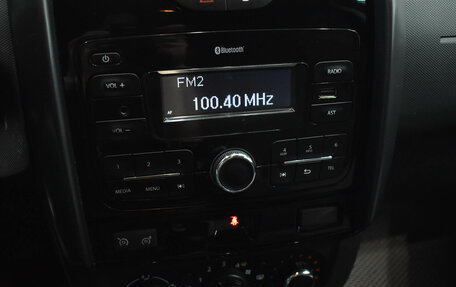 Bluetooth
FM2
100.40 MHz
AF
VOL +
VOL −
RADIO
AST
1 2 3
4 5 6
MEDIA MENU
TEL